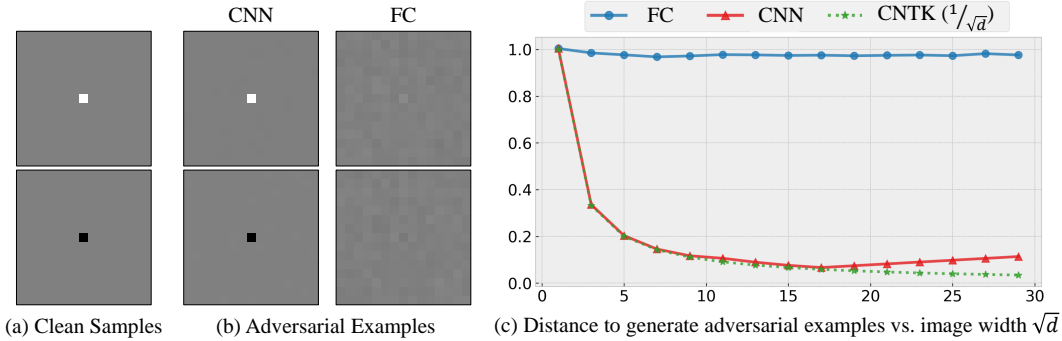 CNN FC
FC CNN CNTK (1/√d)
1.0
0.8
0.6
0.4
0.2
0.0
0 5 10 15 20 25 30
(a) Clean Samples (b) Adversarial Examples (c) Distance to generate adversarial examples vs. image width √d